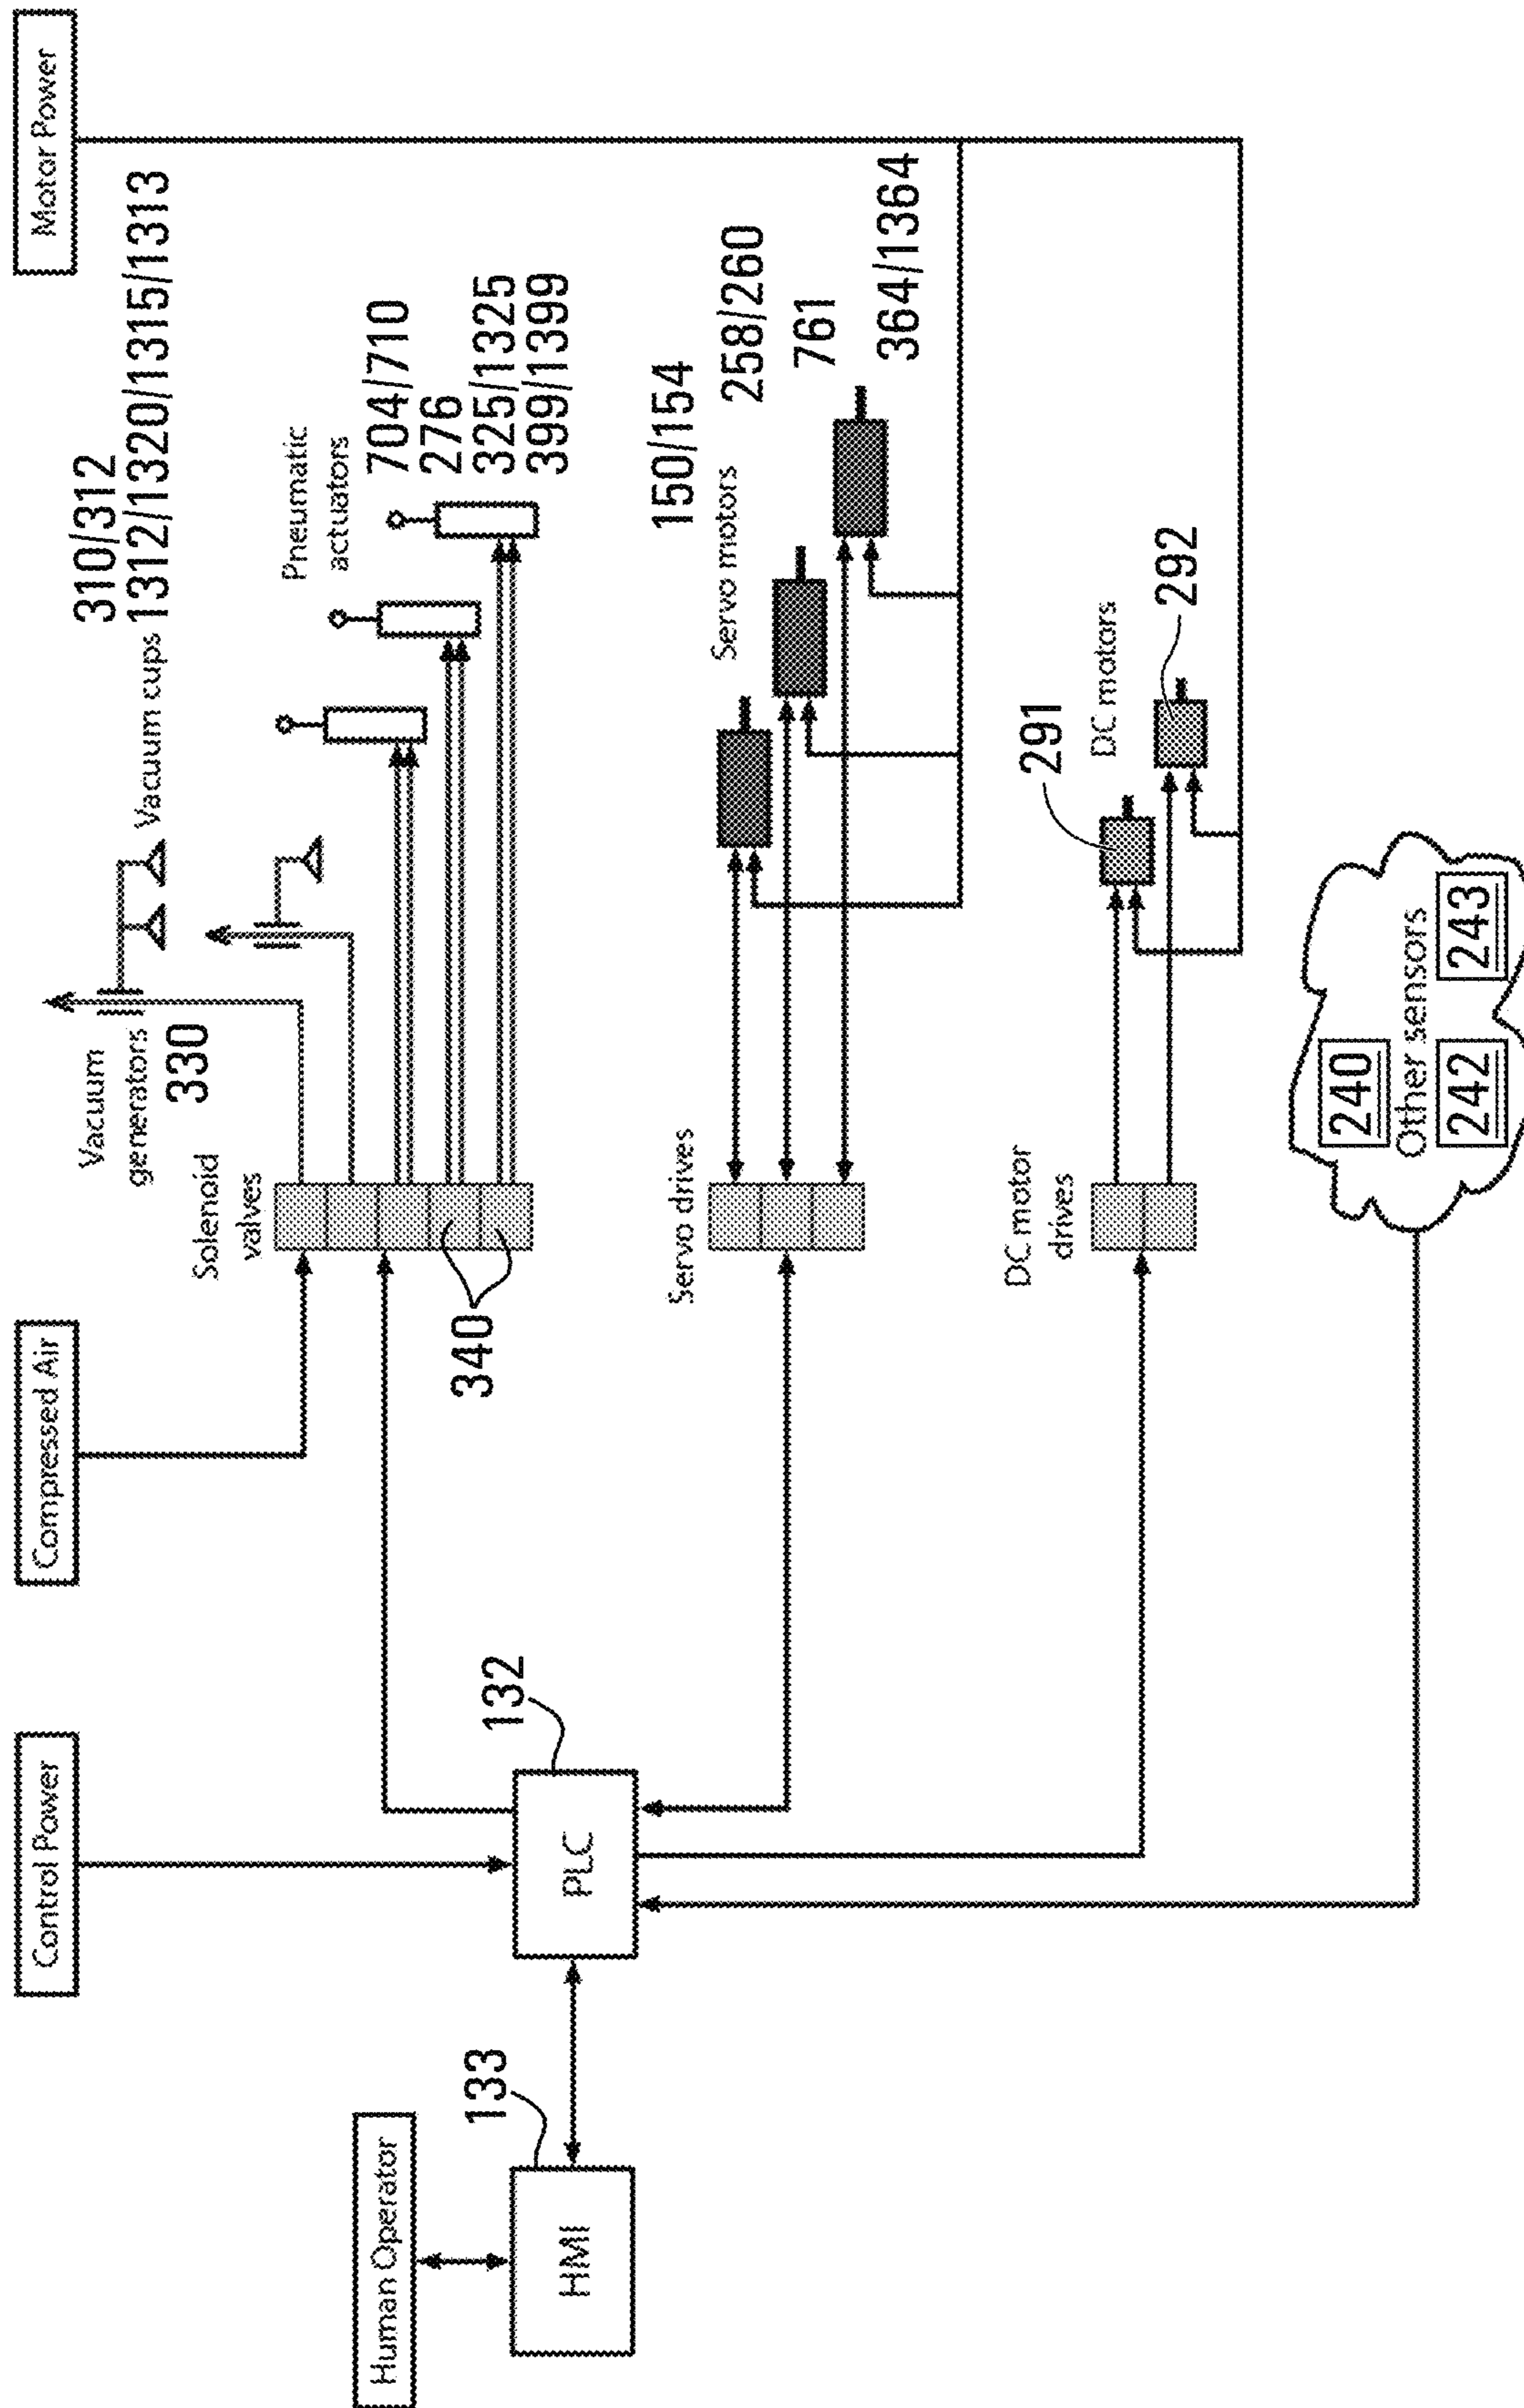 Control Power
Compressed Air
Motor Power
310/312
1312/1320/1315/1313
Vacuum cups
Vacuum
generators
330
Solenoid
valves
340
Pneumatic
actuators
704/710
276
325/1325
399/1399
Human Operator
133
HMI
132
PLC
Servo drives
150/154
Servo motors
258/260
761
364/1364
DC motor
drives
291
DC motors
292
240
Other sensors
242
243